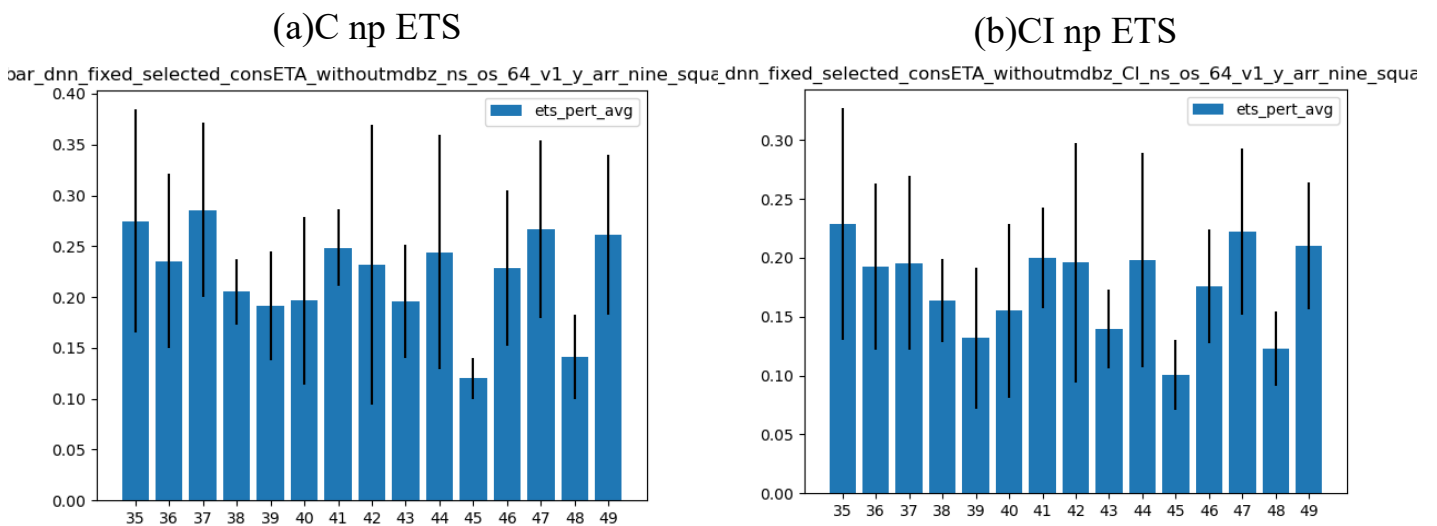 (a)C np ETS
(b)CI np ETS
bar_dnn_fixed_selected_consETA_withoutmdbz_ns_os_64_v1_y_arr_nine_squa
_dnn_fixed_selected_consETA_withoutmdbz_CI_ns_os_64_v1_y_arr_nine_squa
ets_pert_avg
0.40
0.35
0.30
0.25
0.20
0.15
0.10
0.05
0.00
35 36 37 38 39 40 41 42 43 44 45 46 47 48 49
ets_pert_avg
0.30
0.25
0.20
0.15
0.10
0.05
0.00
35 36 37 38 39 40 41 42 43 44 45 46 47 48 49